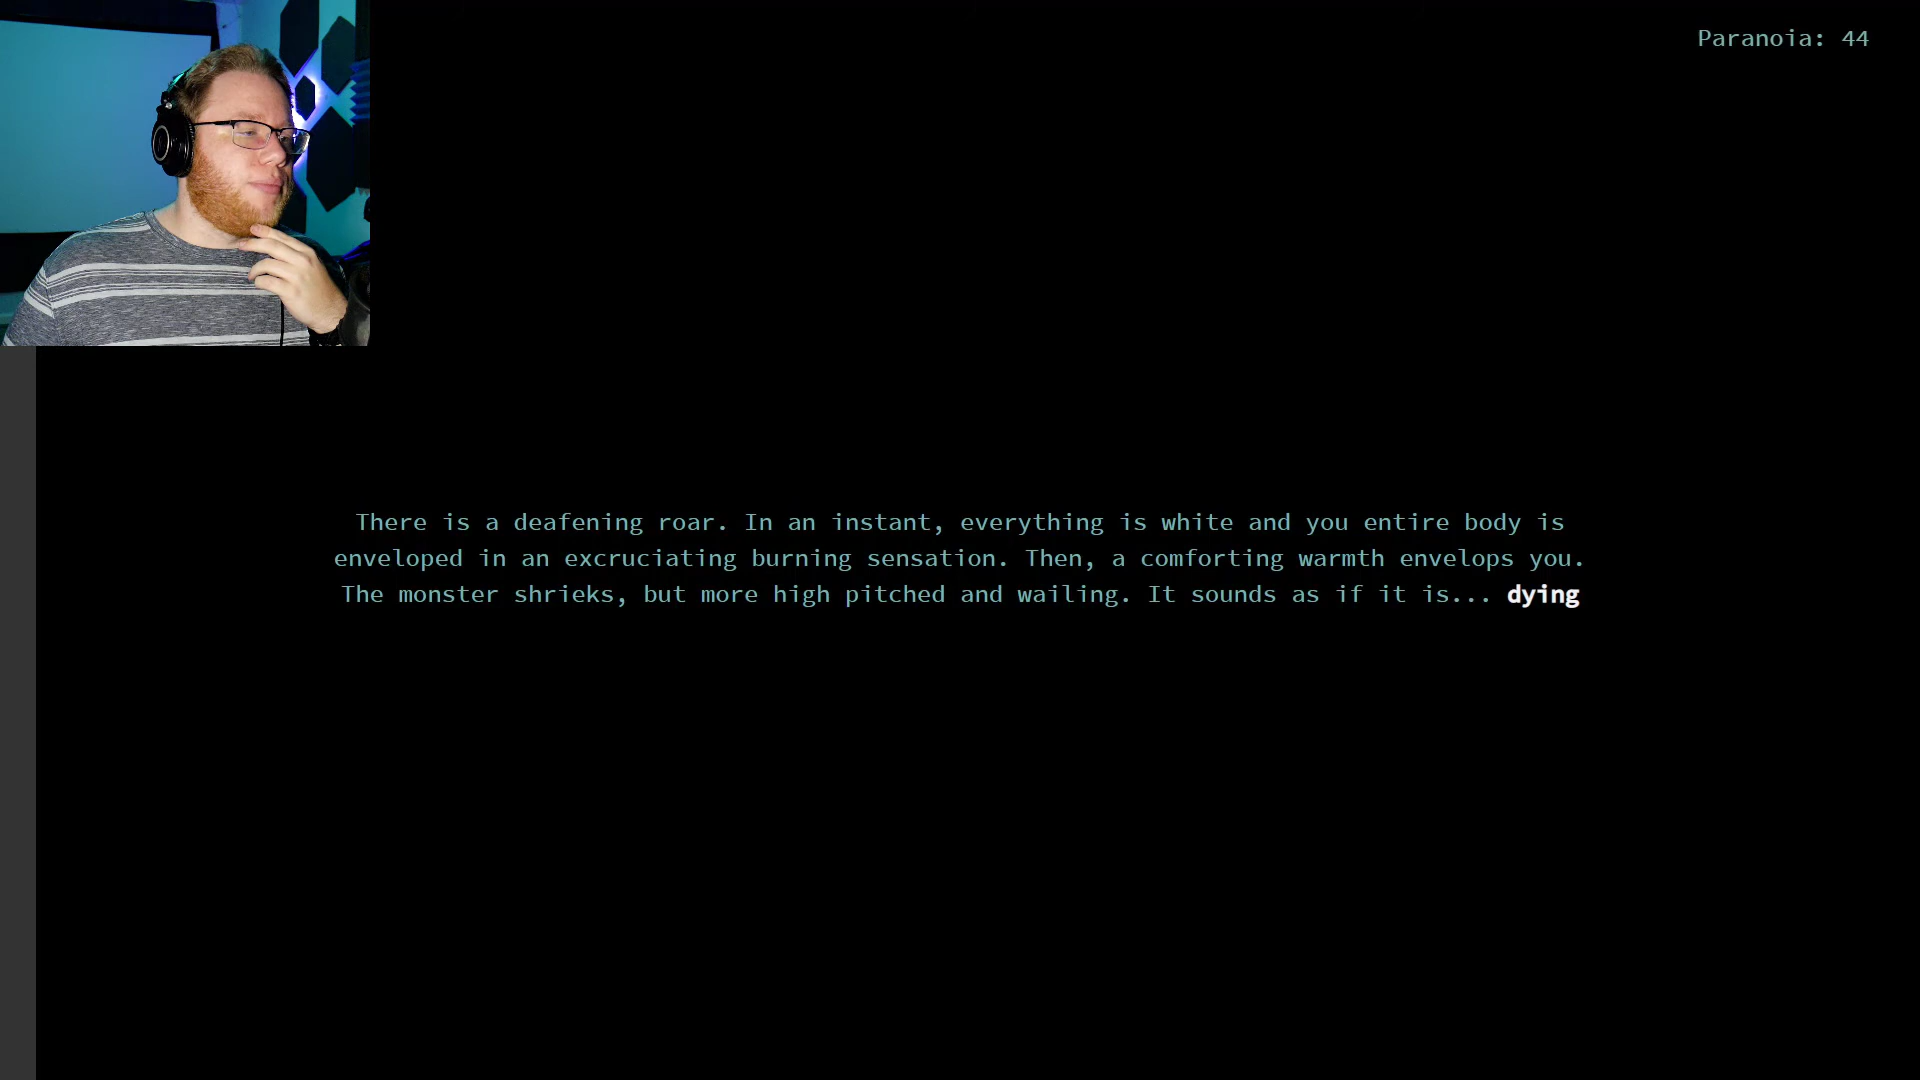 Paranoia: 44
There is a deafening roar. In an instant, everything is white and you entire body is
enveloped in an excruciating burning sensation. Then, a comforting warmth envelops you.
The monster shrieks, but more high pitched and wailing. It sounds as if it is... dying